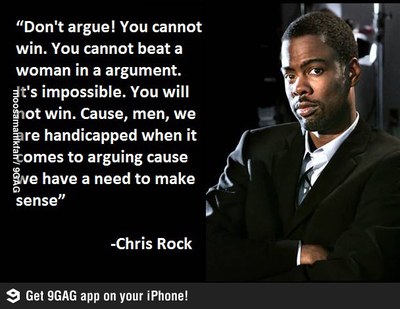 “Don't argue! You cannot
win. You cannot beat a
woman in a argument.
It's impossible. You will
not win. Cause, men, we
are handicapped when it
comes to arguing cause
we have a need to make
sense”
-Chris Rock
/ 9GAG
Get 9GAG app on your iPhone!